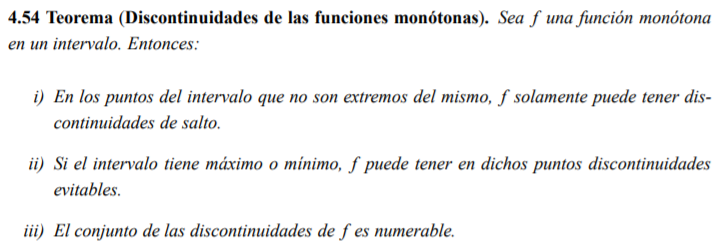 4.54 Teorema (Discontinuidades de las funciones monótonas). Sea f una función monótona
en un intervalo. Entonces:
i) En los puntos del intervalo que no son extremos del mismo, f solamente puede tener dis-
continuidades de salto.
ii) Si el intervalo tiene máximo o mínimo, f puede tener en dichos puntos discontinuidades
evitables.
iii) El conjunto de las discontinuidades de f es numerable.